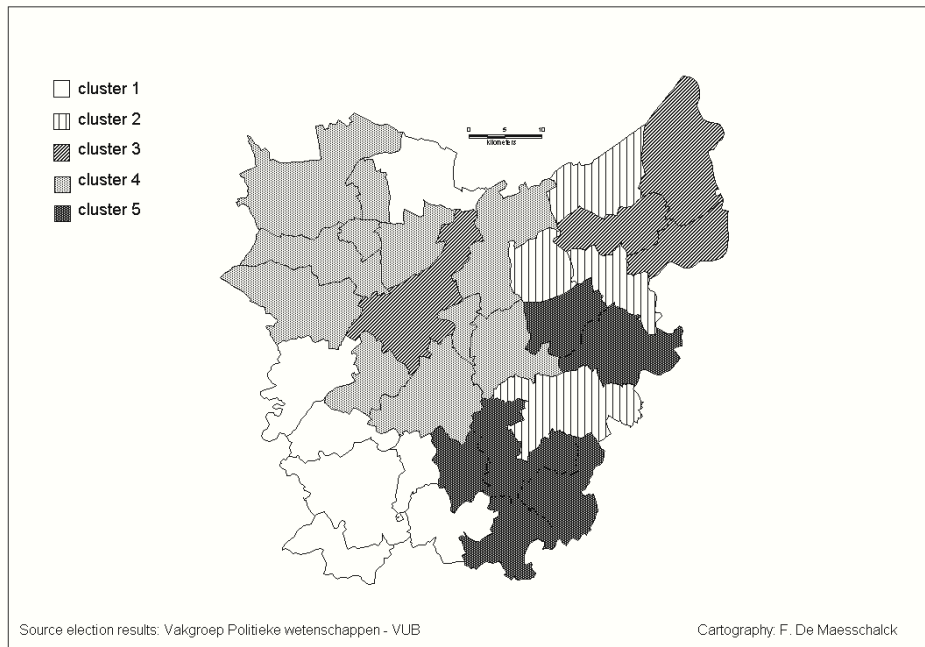 cluster 1
cluster 2
cluster 3
cluster 4
cluster 5
0 5 10
kilometers
Source election results: Vakgroep Politieke wetenschappen - VUB
Cartography: F. De Maesschalck